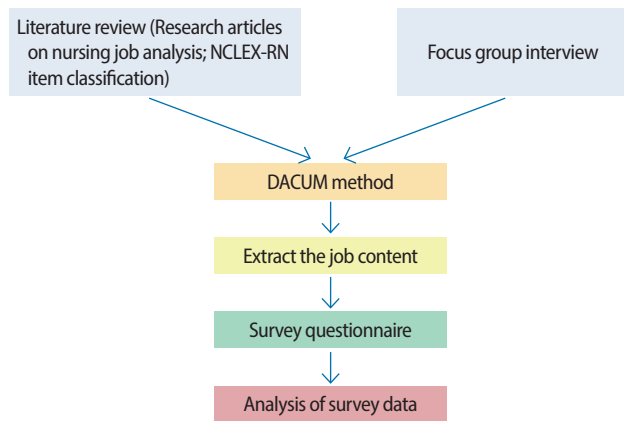 Literature review (Research articles
on nursing job analysis; NCLEX-RN
item classification)
Focus group interview
DACUM method
Extract the job content
Survey questionnaire
Analysis of survey data